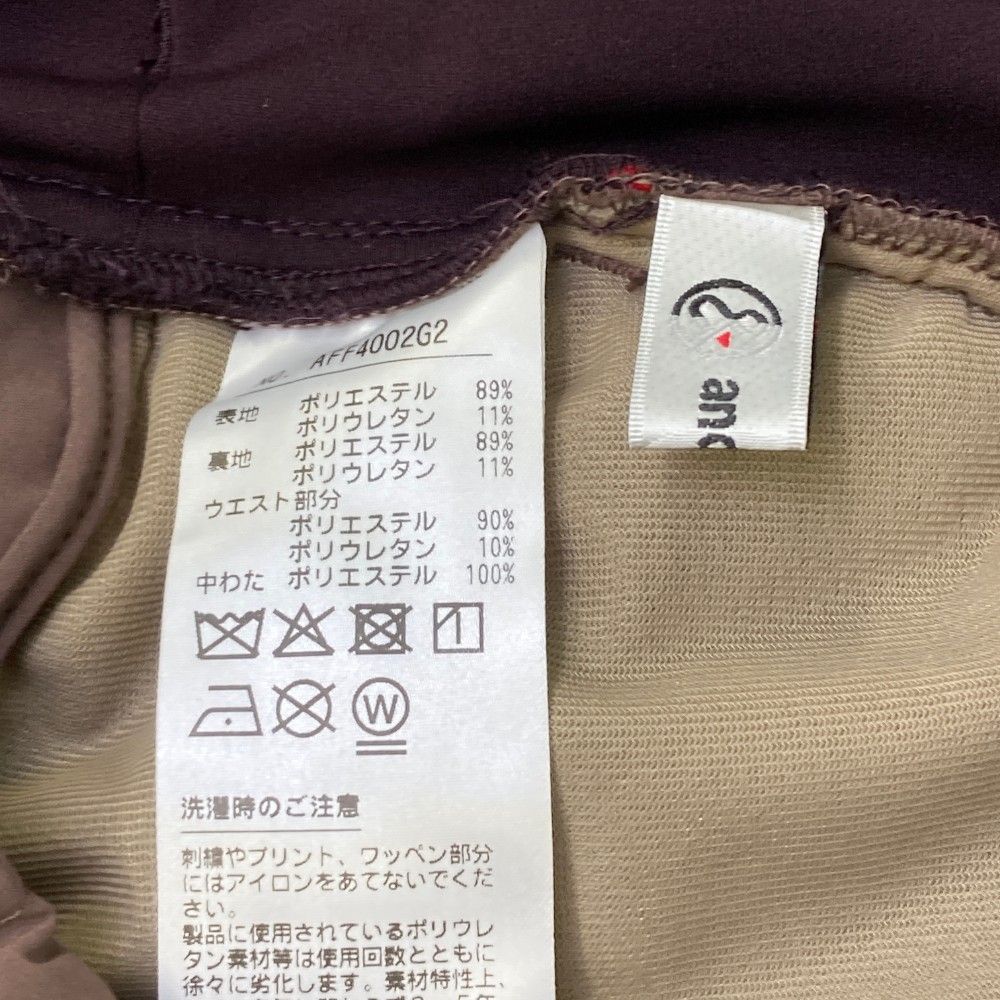 NO. AFF4002G2
表地 ポリエステル 89%
ポリウレタン 11%
裏地 ポリエステル 89%
ポリウレタン 11%
ウエスト部分
ポリエステル 90%
ポリウレタン 10%
中わた ポリエステル 100%
W
洗濯時のご注意
刺繍やプリント、ワッペン部分
にはアイロンをあてないでくだ
さい。
製品に使用されているポリウレ
タン素材等は使用回数とともに
徐々に劣化します。素材特性上、
and